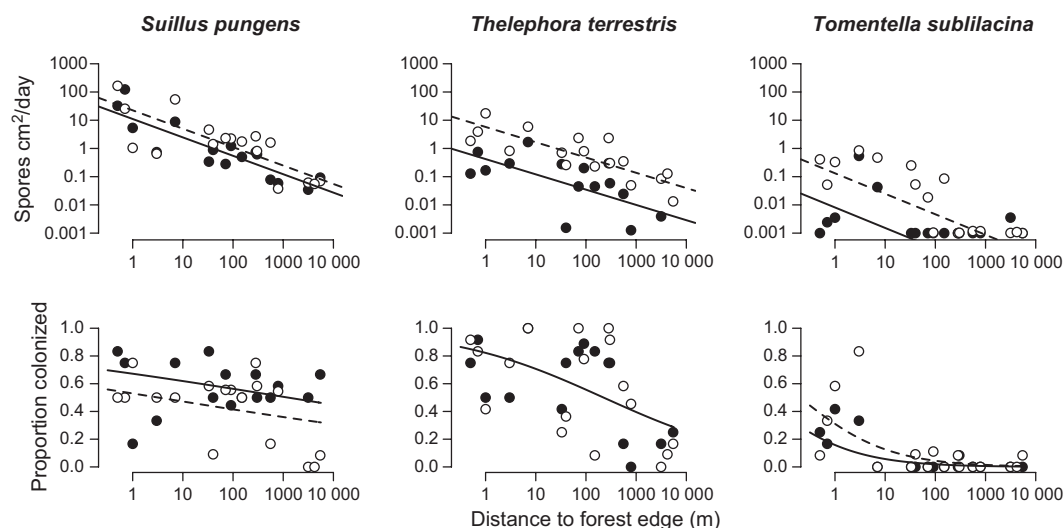 Suillus pungens Thelephora terrestris Tomentella sublilacina
Spores cm²/day
1000 1000 1000
100 100 100
10 10 10
1 1 1
0.1 0.1 0.1
0.01 0.01 0.01
0.001 0.001 0.001
1 10 100 1000 10 000 1 10 100 1000 10 000 1 10 100 1000 10 000
Proportion colonized
1.0 1.0 1.0
0.8 0.8 0.8
0.6 0.6 0.6
0.4 0.4 0.4
0.2 0.2 0.2
0.0 0.0 0.0
1 10 100 1000 10 000 1 10 100 1000 10 000 1 10 100 1000 10 000
Distance to forest edge (m)